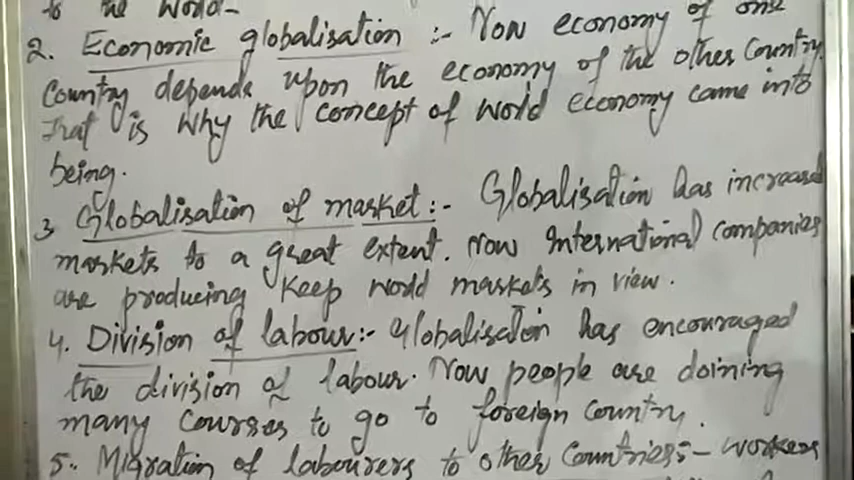 to the world-
2. Economic globalisation :- Now economy of one
country depends upon the economy of the other country.
That is why the concept of world economy came into
being.
3 Globalisation of market :- Globalisation has increased
markets to a great extent. Now International companies
are producing keep world markets in view.
4. Division of labour :- Globalisation has encouraged
the division of labour. Now people are doining
many courses to go to foreign country.
5. Migration of labourers to other countries :- workers